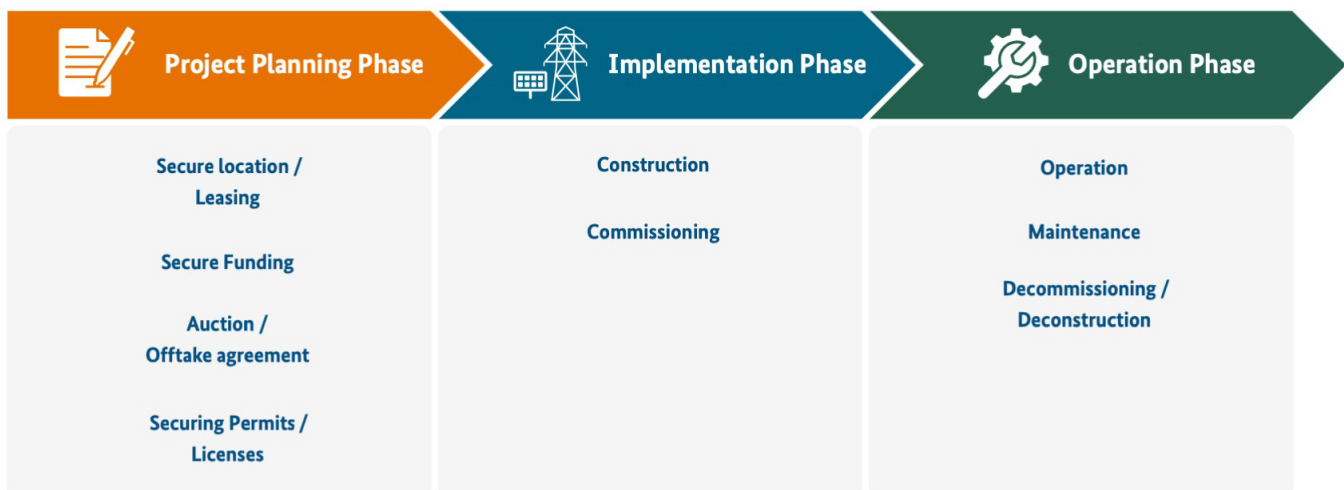 Project Planning Phase
Implementation Phase
Operation Phase
Secure location /
Leasing
Secure Funding
Auction /
Offtake agreement
Securing Permits /
Licenses
Construction
Commissioning
Operation
Maintenance
Decommissioning /
Deconstruction